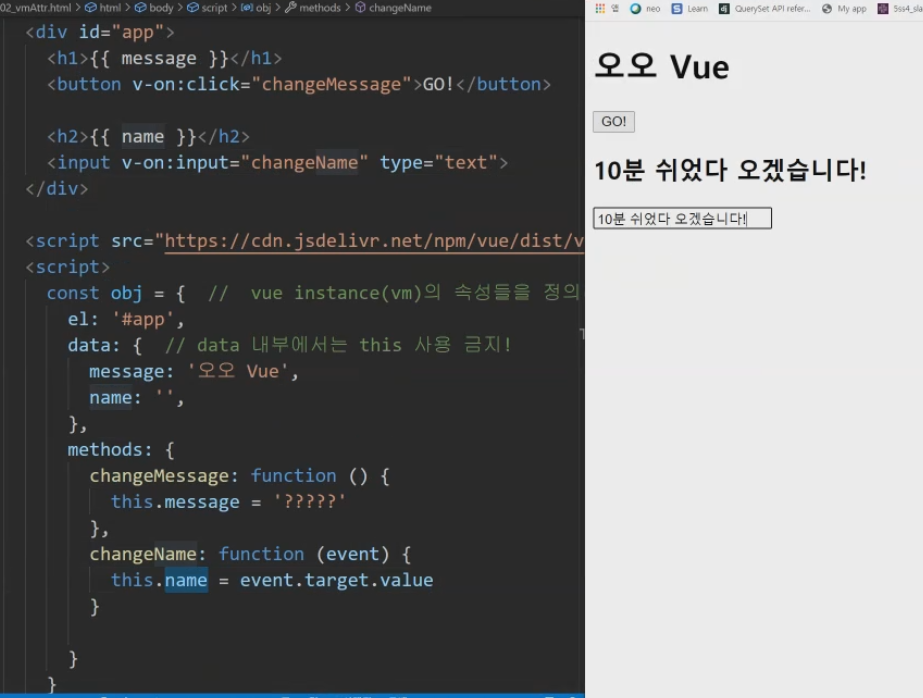 02_vmAttr.html > html > body > script > obj > methods > changeName
<div id="app">
<h1>{{ message }}</h1>
<button v-on:click="changeMessage">GO!</button>
<h2>{{ name }}</h2>
<input v-on:input="changeName" type="text">
</div>
<script src="https://cdn.jsdelivr.net/npm/vue/dist/v
<script>
const obj = {  //  vue instance(vm)의 속성들을 정의
el: '#app',
data: {  // data 내부에서는 this 사용 금지!
message: '오오 Vue',
name: '',
},
methods: {
changeMessage: function () {
this.message = '?????'
},
changeName: function (event) {
this.name = event.target.value
}
}
}
앱 neo Learn QuerySet API refer... My app 5ss4_sla
오오 Vue
GO!
10분 쉬었다 오겠습니다!
10분 쉬었다 오겠습니다!